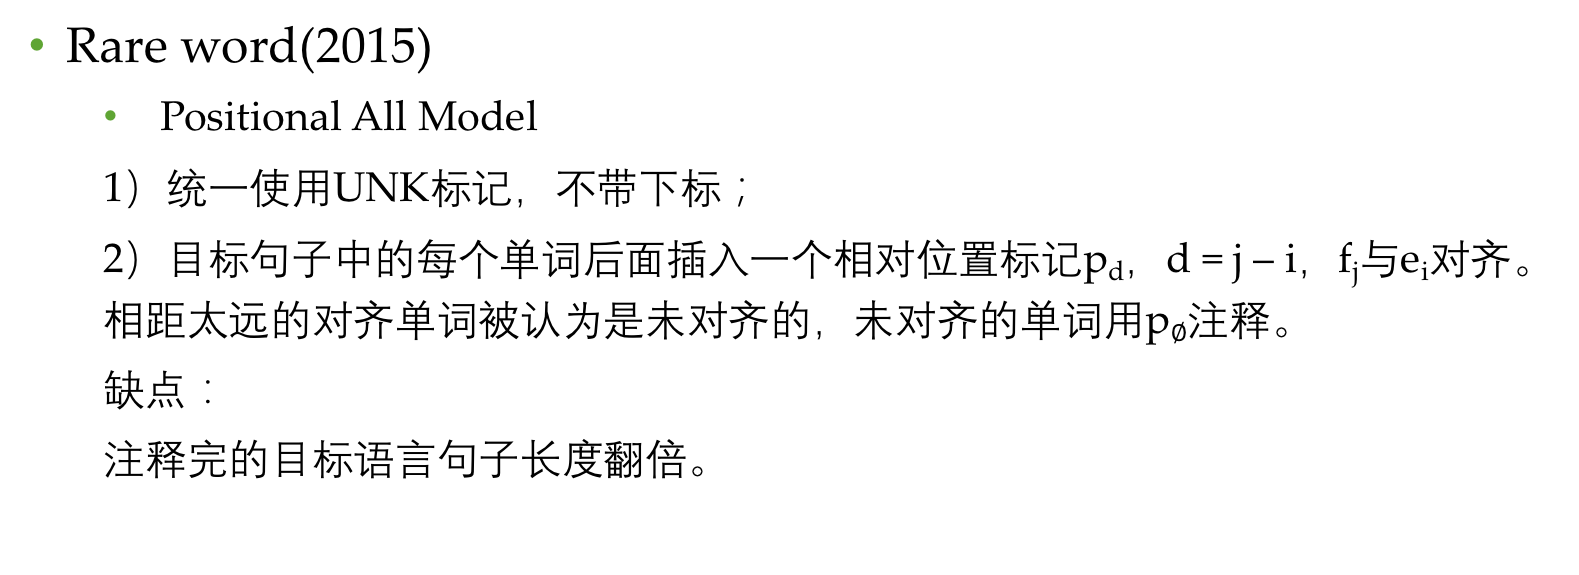 • Rare word(2015)
• Positional All Model
1）统一使用UNK标记，不带下标；
2）目标句子中的每个单词后面插入一个相对位置标记p_d，d = j – i，f_j与e_i对齐。
相距太远的对齐单词被认为是未对齐的，未对齐的单词用p_ø注释。
缺点：
注释完的目标语言句子长度翻倍。